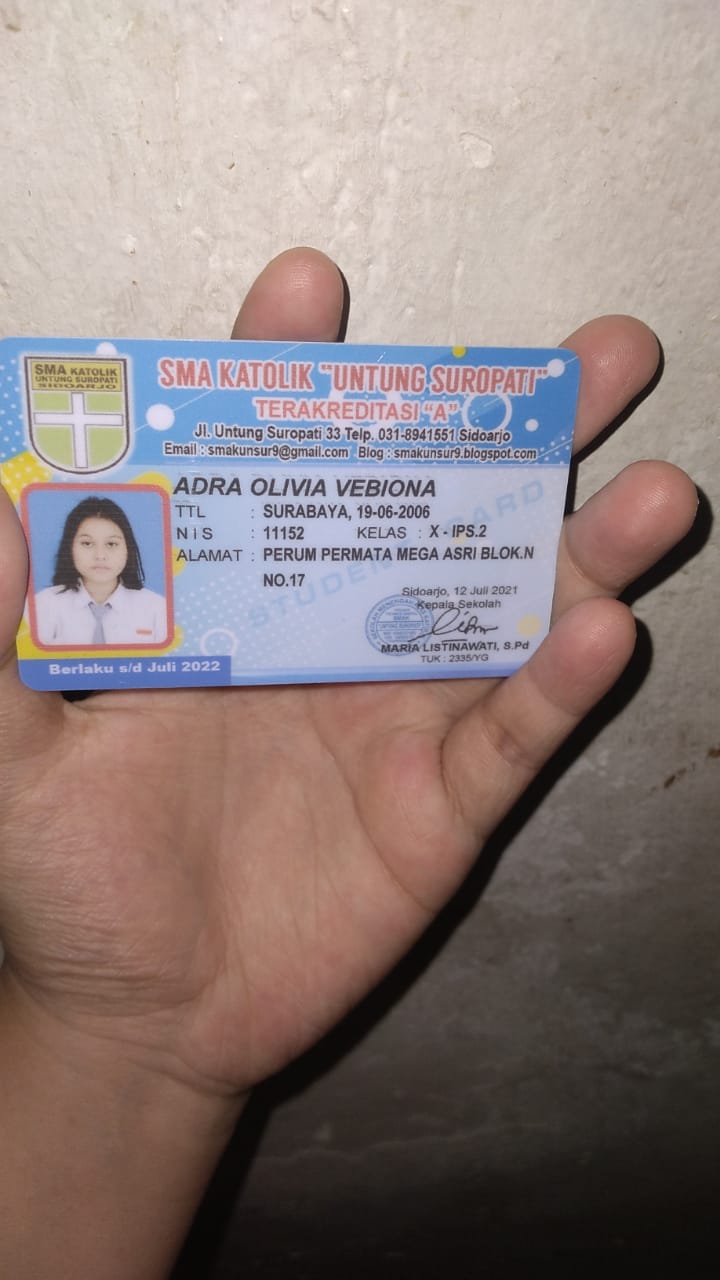 SMA KATOLIK
UNTUNG SUROPATI
SIDOARJO
SMA KATOLIK "UNTUNG SUROPATI"
TERAKREDITASI "A"
Jl. Untung Suropati 33 Telp. 031-8941551 Sidoarjo
Email : smakunsur9@gmail.com Blog : smakunsur9.blogspot.com
ADRA OLIVIA VEBIONA
TTL : SURABAYA, 19-06-2006
NIS : 11152 KELAS : X - IPS.2
ALAMAT : PERUM PERMATA MEGA ASRI BLOK.N
NO.17
STUDENT CARD
Sidoarjo, 12 Juli 2021
Kepala Sekolah
UNTUNG SUROPATI
MARIA LISTINAWATI, S.Pd
TUK : 2335/YG
Berlaku s/d Juli 2022